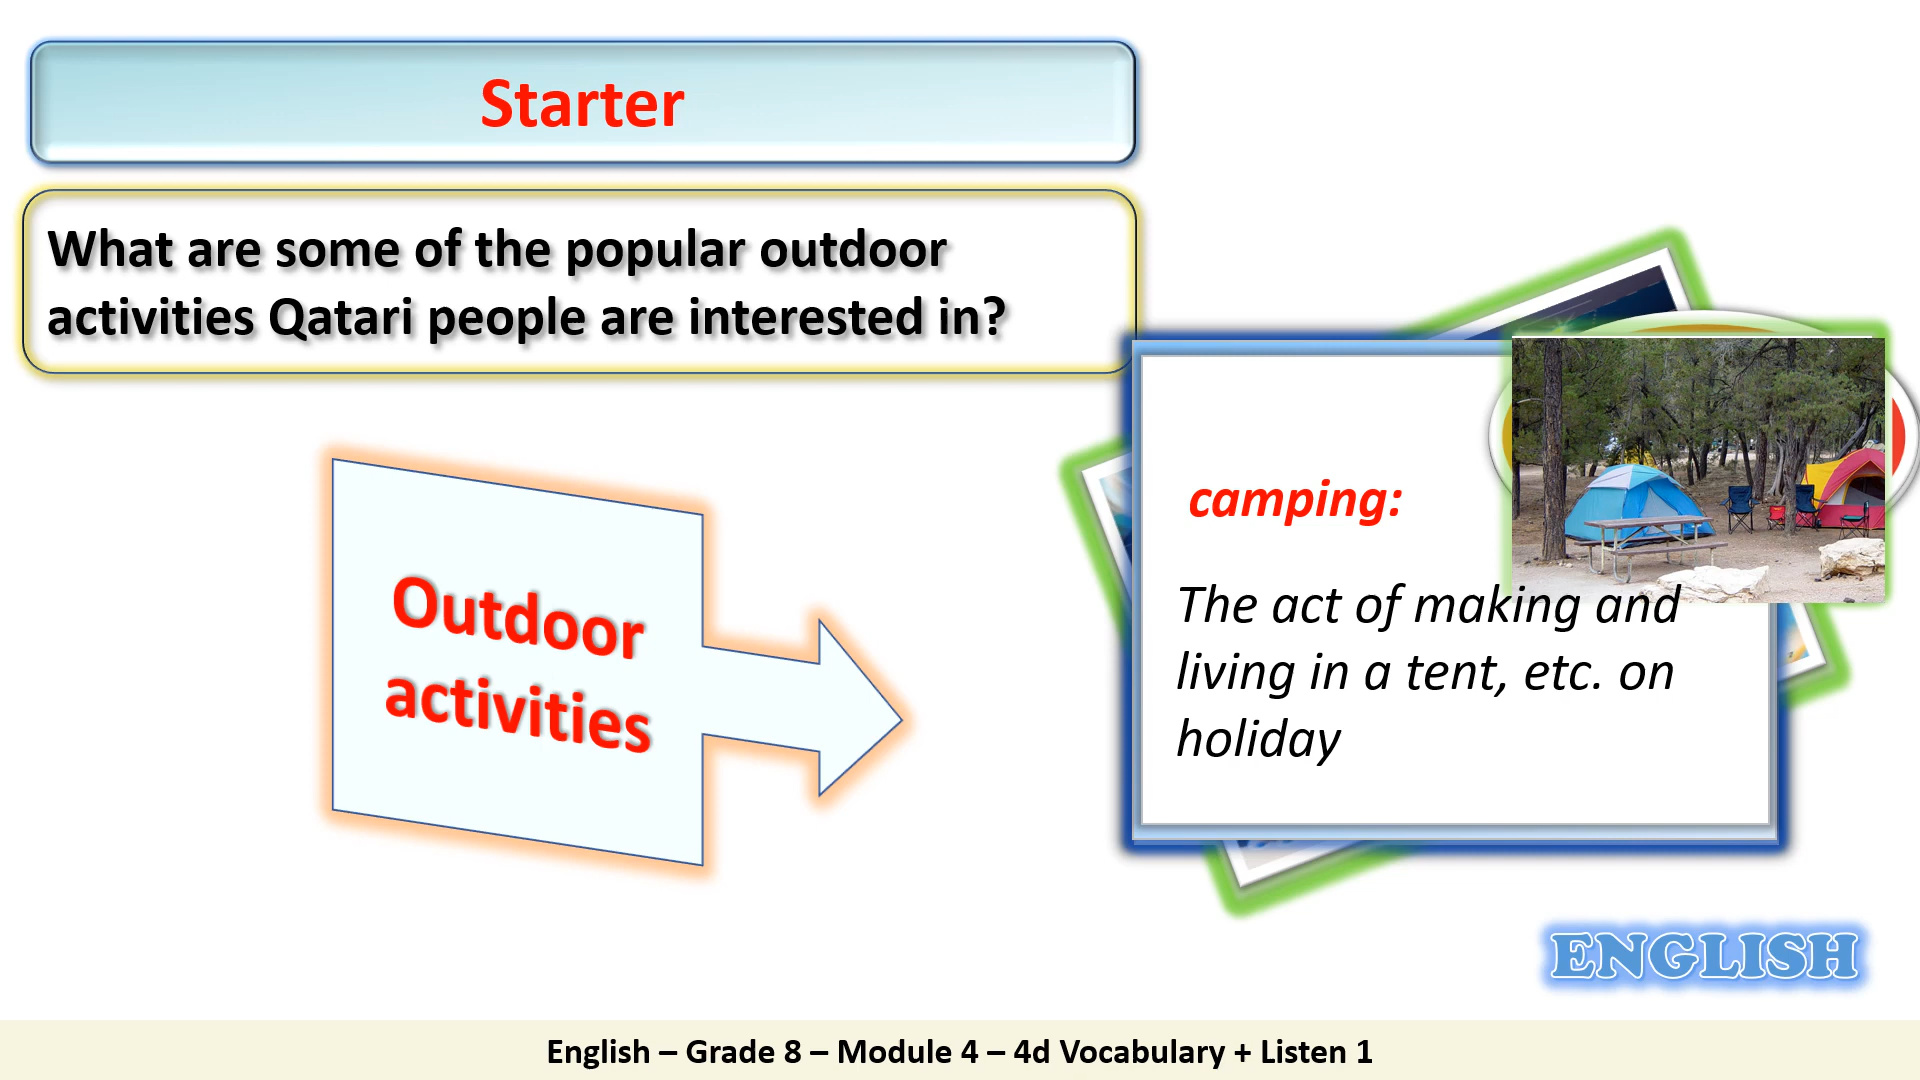 Starter
What are some of the popular outdoor
activities Qatari people are interested in?
Outdoor
activities
camping:
The act of making and
living in a tent, etc. on
holiday
ENGLISH
English – Grade 8 – Module 4 – 4d Vocabulary + Listen 1